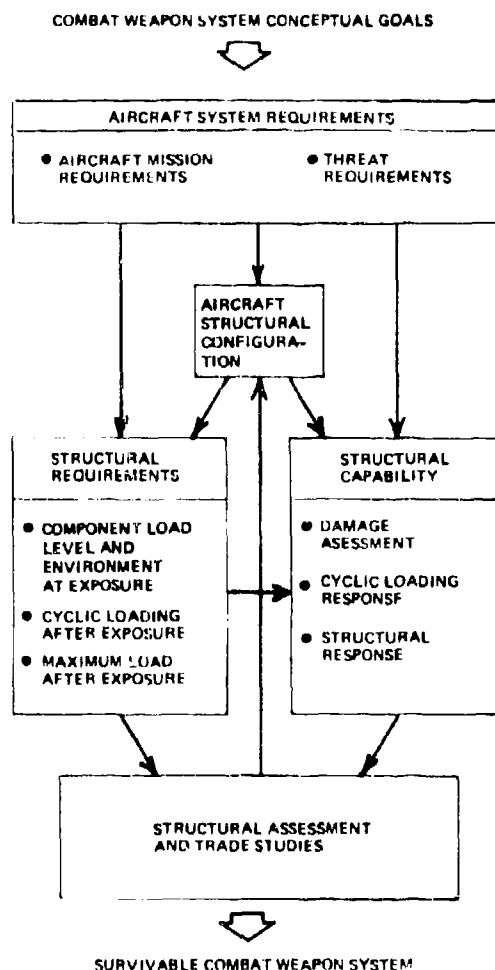 COMBAT WEAPON SYSTEM CONCEPTUAL GOALS
AIRCRAFT SYSTEM REQUIREMENTS
● AIRCRAFT MISSION
REQUIREMENTS
● THREAT
REQUIREMENTS
AIRCRAFT
STRUCTURAL
CONFIGURA-
TION
STRUCTURAL
REQUIREMENTS
● COMPONENT LOAD
LEVEL AND
ENVIRONMENT
AT EXPOSURE
● CYCLIC LOADING
AFTER EXPOSURE
● MAXIMUM LOAD
AFTER EXPOSURE
STRUCTURAL
CAPABILITY
● DAMAGE
ASESSMENT
● CYCLIC LOADING
RESPONSE
● STRUCTURAL
RESPONSE
STRUCTURAL ASSESSMENT
AND TRADE STUDIES
SURVIVABLE COMBAT WEAPON SYSTEM